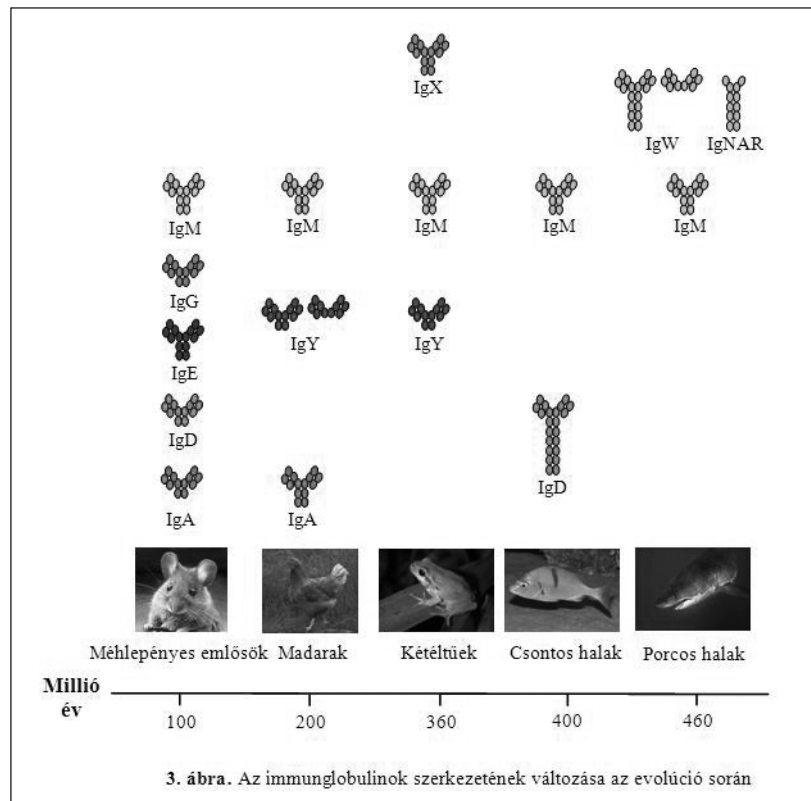 IgX
IgW IgNAR
IgM IgM IgM IgM IgM
IgG
IgY IgY
IgE
IgD
IgD
IgA IgA
Méhlepényes emlősök Madarak Kétéltűek Csontos halak Porcos halak
Millió
év
100 200 360 400 460
3. ábra. Az immunglobulinok szerkezetének változása az evolúció során